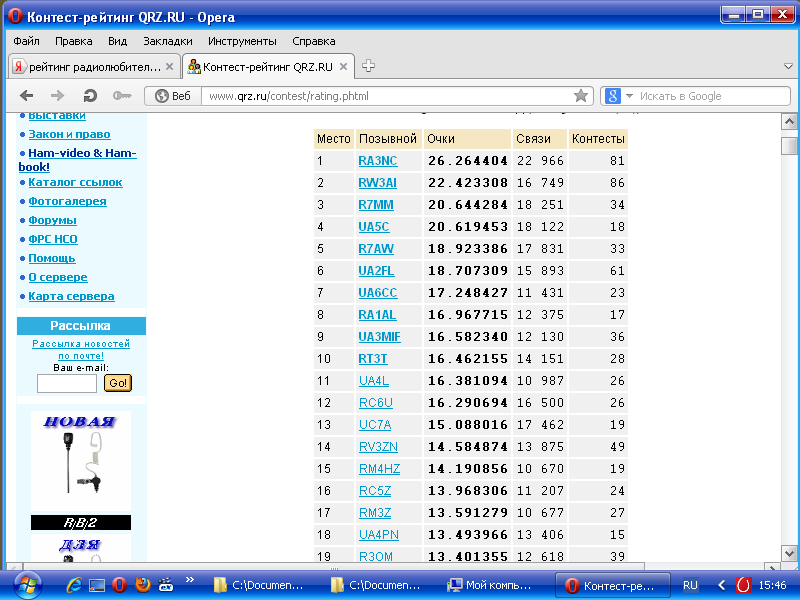 Контест-рейтинг QRZ.RU - Opera
Файл Правка Вид Закладки Инструменты Справка
рейтинг радиолюбител... Контест-рейтинг QRZ.RU
Веб www.qrz.ru/contest/rating.phtml Искать в Google
Выставки
Закон и право
Ham-video & Ham-
book!
Каталог ссылок
Фотогалерея
Форумы
ФРС НСО
Помощь
О сервере
Карта сервера
Рассылка
Рассылка новостей
по почте!
Ваш e-mail:
Go!
НОВАЯ
R/B/2
ДЛЯ
Место Позывной Очки Связи Контесты
1 RA3NC 26.264404 22 966 81
2 RW3AI 22.423308 16 749 86
3 R7MM 20.644284 18 251 34
4 UA5C 20.619453 18 122 18
5 R7AW 18.923386 17 831 33
6 UA2FL 18.707309 15 893 61
7 UA6CC 17.248427 11 431 23
8 RA1AL 16.967715 12 375 17
9 UA3MIF 16.582340 12 130 36
10 RT3T 16.462155 14 151 28
11 UA4L 16.381094 10 987 26
12 RC6U 16.290694 16 500 26
13 UC7A 15.088016 17 462 19
14 RV3ZN 14.584874 13 875 49
15 RM4HZ 14.190856 10 670 19
16 RC5Z 13.968306 11 207 24
17 RM3Z 13.591279 10 677 27
18 UA4PN 13.493966 13 406 15
19 R3OM 13.401355 12 618 39
C:\Documen... C:\Documen... Мой компь... Контест-ре... RU 15:46